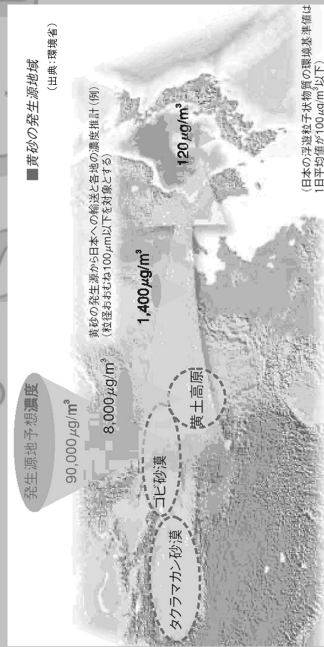 ■黄砂の発生源地域
(出典:環境省)
発生源地予想濃度
90,000μg/m³
8,000μg/m³
黄砂の発生源から日本への輸送と各地の濃度推計(例)
(粒径おおむね100μm以下を対象とする)
1,400μg/m³
120μg/m³
タクラマカン砂漠
ゴビ砂漠
黄土高原
(日本の浮遊粒子状物質の環境基準値は
1日平均値が100μg/m³以下)